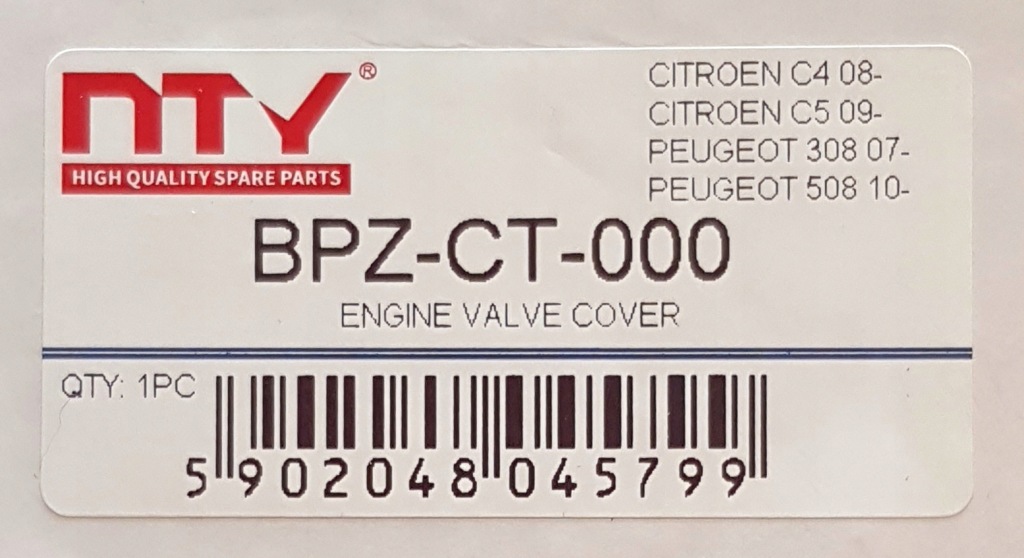 NTY®
HIGH QUALITY SPARE PARTS
CITROEN C4 08-
CITROEN C5 09-
PEUGEOT 308 07-
PEUGEOT 508 10-
BPZ-CT-000
ENGINE VALVE COVER
QTY: 1PC
5 902048 045799